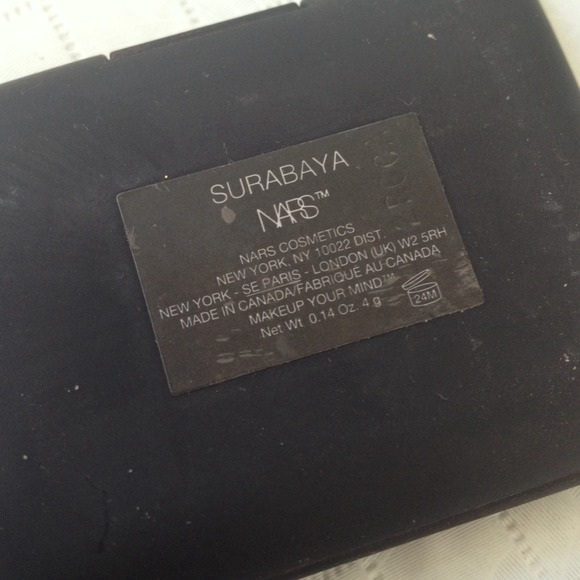 SURABAYA
NARS™
NARS COSMETICS
NEW YORK, NY 10022 DIST.
NEW YORK - SE PARIS - LONDON (UK) W2 5RH
MADE IN CANADA/FABRIQUE AU CANADA
MAKEUP YOUR MIND™
Net Wt. 0.14 Oz. 4 g
24M